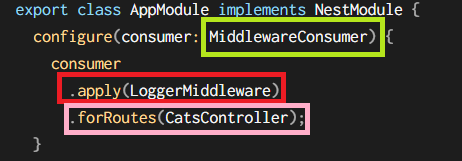 export class AppModule implements NestModule {
configure(consumer: MiddlewareConsumer) {
consumer
.apply(LoggerMiddleware)
.forRoutes(CatsController);
}